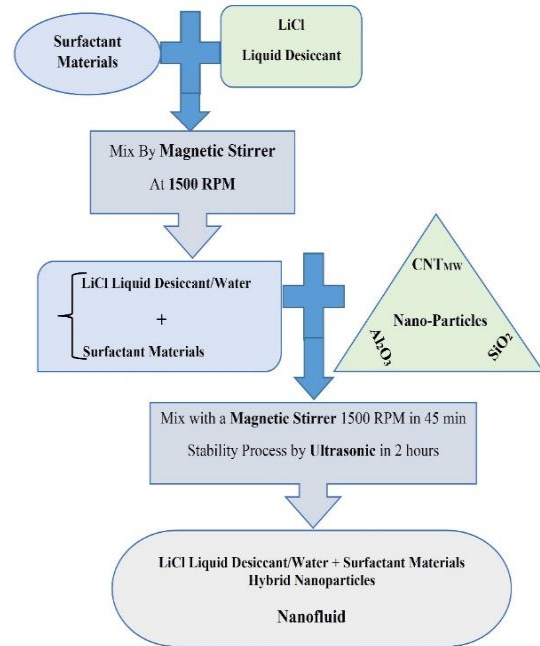 Surfactant
Materials
LiCl
Liquid Desiccant
Mix By Magnetic Stirrer
At 1500 RPM
LiCl Liquid Desiccant/Water
+
Surfactant Materials
CNTMW
Nano-Particles
Al2O3
SiO2
Mix with a Magnetic Stirrer 1500 RPM in 45 min
Stability Process by Ultrasonic in 2 hours
LiCl Liquid Desiccant/Water + Surfactant Materials
Hybrid Nanoparticles
Nanofluid